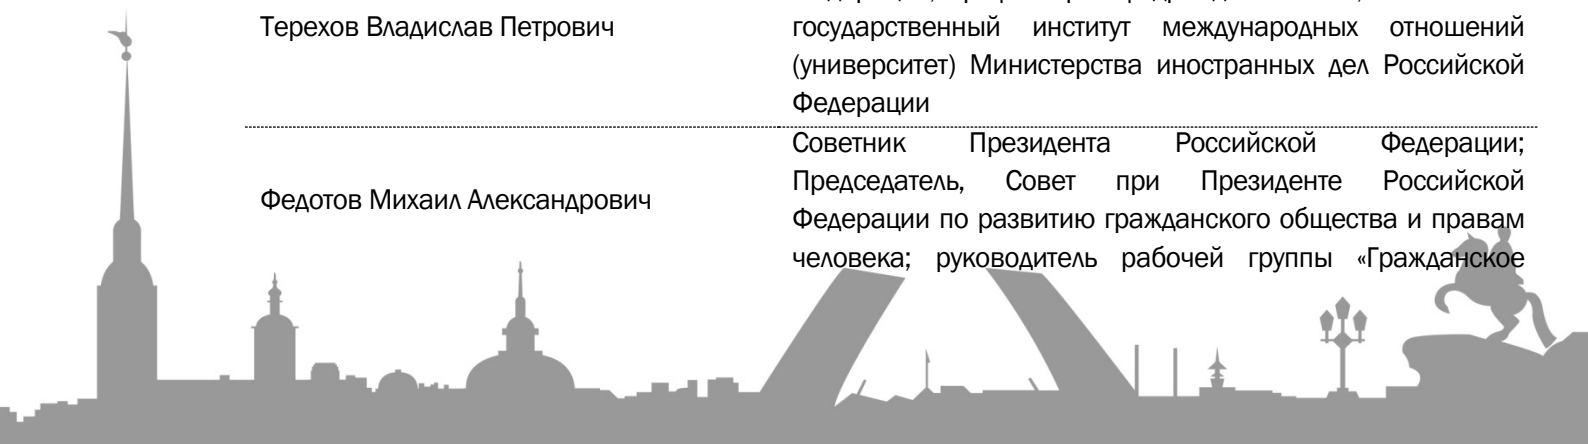 Терехов Владислав Петрович
государственный институт международных отношений
(университет) Министерства иностранных дел Российской
Федерации
Советник Президента Российской Федерации;
Председатель, Совет при Президенте Российской
Федотов Михаил Александрович
Федерации по развитию гражданского общества и правам
человека; руководитель рабочей группы «Гражданское